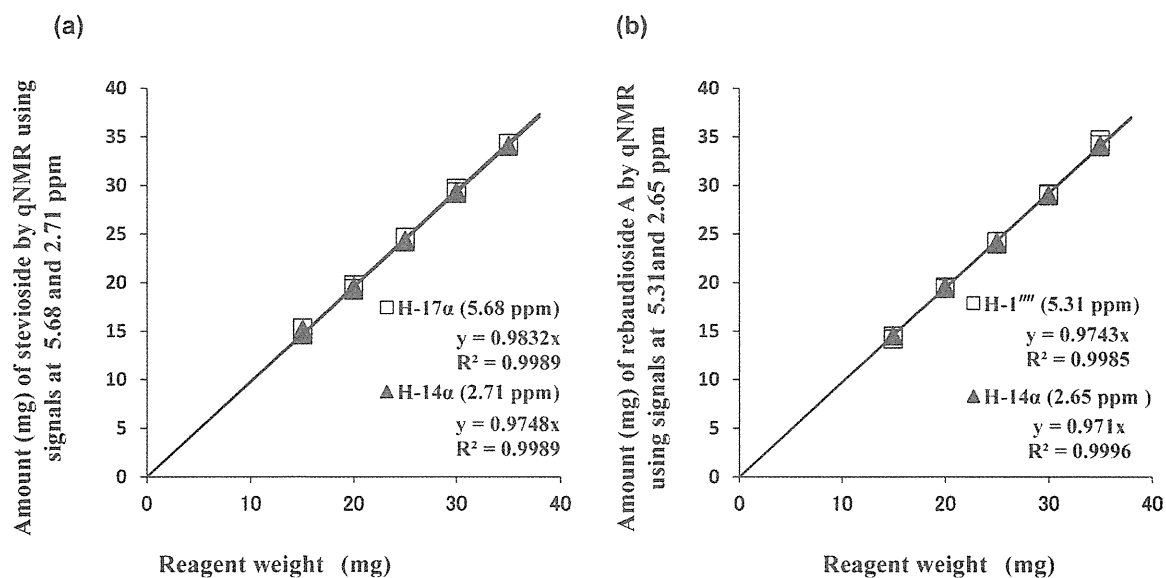 (a)
Amount (mg) of stevioside by qNMR using
signals at 5.68 and 2.71 ppm
40
35
30
25
20
15
10
5
0
□ H-17α (5.68 ppm)
y = 0.9832x
R² = 0.9989
▲ H-14α (2.71 ppm)
y = 0.9748x
R² = 0.9989
0 10 20 30 40
Reagent weight (mg)
(b)
Amount (mg) of rebaudioside A by qNMR
using signals at 5.31and 2.65 ppm
40
35
30
25
20
15
10
5
0
□ H-1'''' (5.31 ppm)
y = 0.9743x
R² = 0.9985
▲ H-14α (2.65 ppm )
y = 0.971x
R² = 0.9996
0 10 20 30 40
Reagent weight (mg)